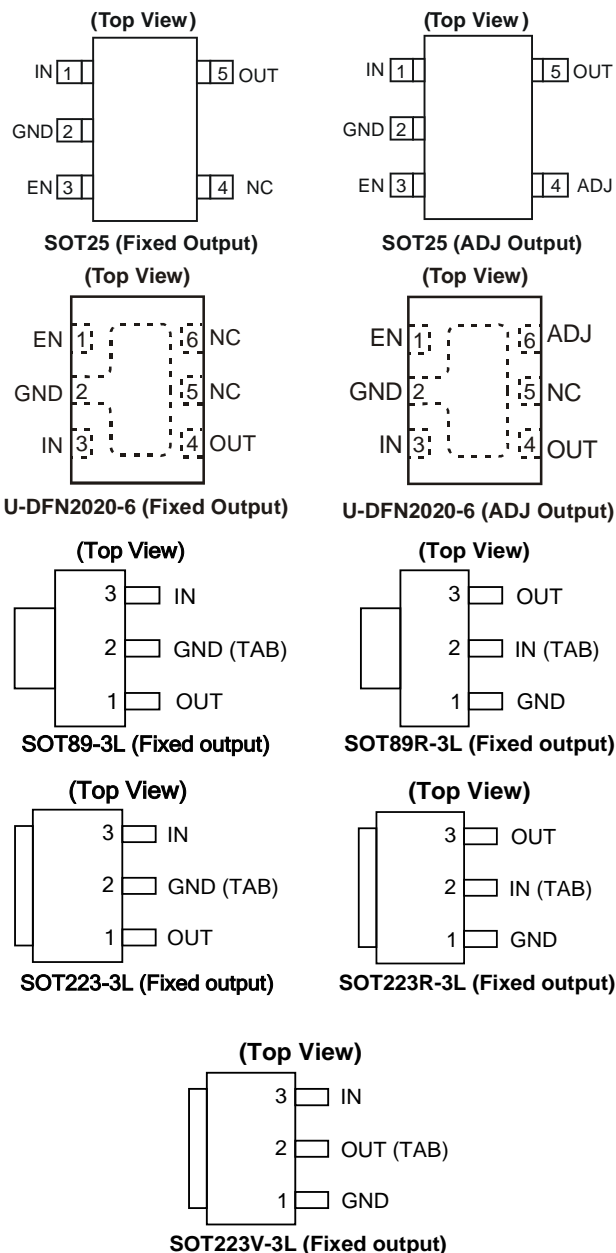 (Top View) (Top View)
IN 1 5 OUT IN 1 5 OUT
GND 2 GND 2
EN 3 4 NC EN 3 4 ADJ
SOT25 (Fixed Output) SOT25 (ADJ Output)
(Top View) (Top View)
EN 1 6 NC EN 1 6 ADJ
GND 2 5 NC GND 2 5 NC
IN 3 4 OUT IN 3 4 OUT
U-DFN2020-6 (Fixed Output) U-DFN2020-6 (ADJ Output)
(Top View) (Top View)
3 IN 3 OUT
2 GND (TAB) 2 IN (TAB)
1 OUT 1 GND
SOT89-3L (Fixed output) SOT89R-3L (Fixed output)
(Top View) (Top View)
3 IN 3 OUT
2 GND (TAB) 2 IN (TAB)
1 OUT 1 GND
SOT223-3L (Fixed output) SOT223R-3L (Fixed output)
(Top View)
3 IN
2 OUT (TAB)
1 GND
SOT223V-3L (Fixed output)